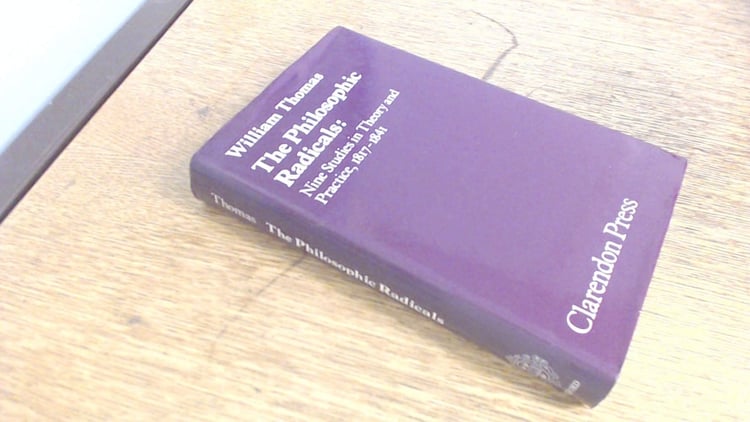 William Thomas
The Philosophic
Radicals:
Nine Studies in Theory and
Practice, 1817-1841
Clarendon Press
Thomas The Philosophic Radicals